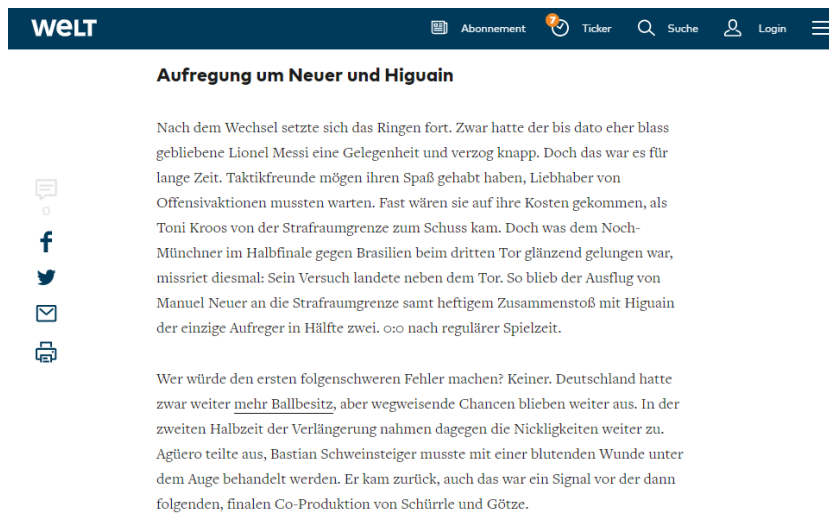 WELT
Abonnement
7
Ticker
Suche
Login
Aufregung um Neuer und Higuain
Nach dem Wechsel setzte sich das Ringen fort. Zwar hatte der bis dato eher blass
gebliebene Lionel Messi eine Gelegenheit und verzog knapp. Doch das war es für
lange Zeit. Taktikfreunde mögen ihren Spaß gehabt haben, Liebhaber von
Offensivaktionen mussten warten. Fast wären sie auf ihre Kosten gekommen, als
Toni Kroos von der Strafraumgrenze zum Schuss kam. Doch was dem Noch-
Münchner im Halbfinale gegen Brasilien beim dritten Tor glänzend gelungen war,
missriet diesmal: Sein Versuch landete neben dem Tor. So blieb der Ausflug von
Manuel Neuer an die Strafraumgrenze samt heftigem Zusammenstoß mit Higuain
der einzige Aufreger in Hälfte zwei. 0:0 nach regulärer Spielzeit.
0
Wer würde den ersten folgenschweren Fehler machen? Keiner. Deutschland hatte
zwar weiter mehr Ballbesitz, aber wegweisende Chancen blieben weiter aus. In der
zweiten Halbzeit der Verlängerung nahmen dagegen die Nickligkeiten weiter zu.
Agüero teilte aus, Bastian Schweinsteiger musste mit einer blutenden Wunde unter
dem Auge behandelt werden. Er kam zurück, auch das war ein Signal vor der dann
folgenden, finalen Co-Produktion von Schürrle und Götze.